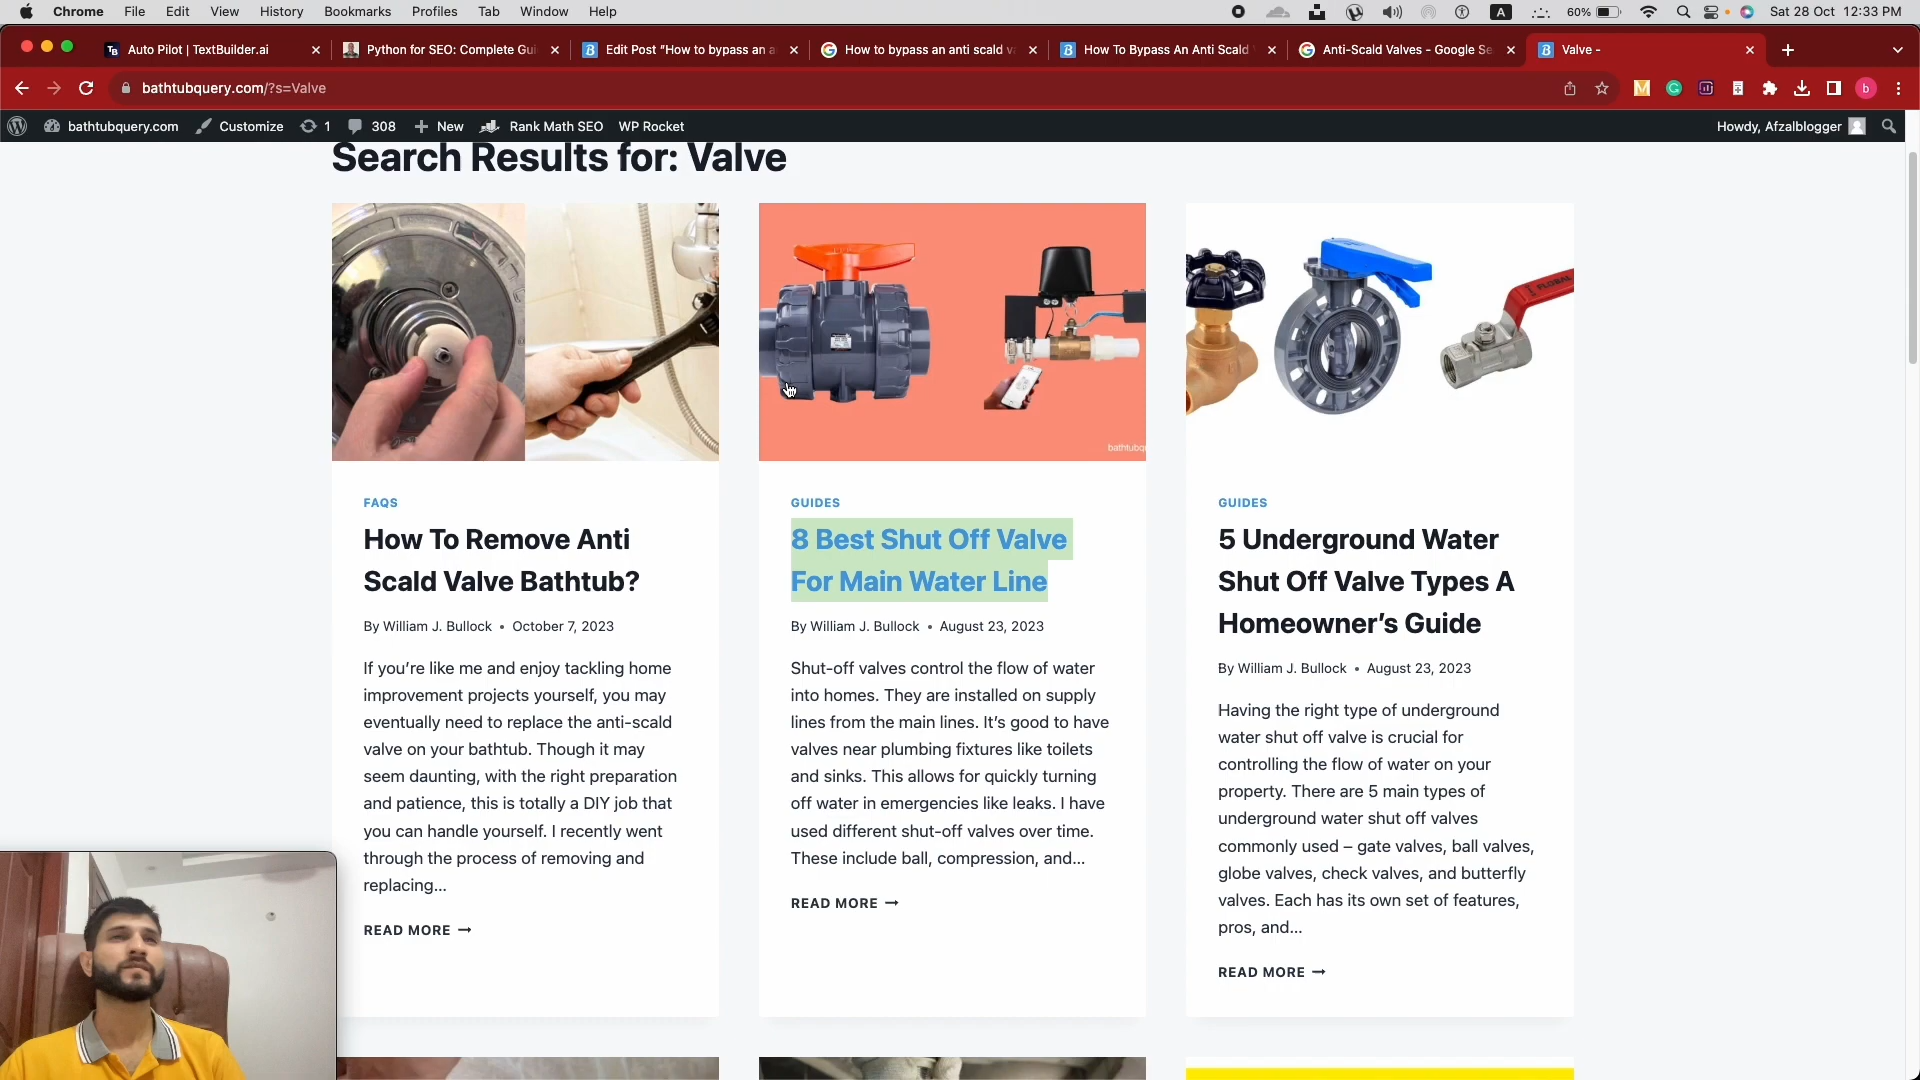 Chrome File Edit View History Bookmarks Profiles Tab Window Help A 60% Sat 28 Oct 12:33 PM
Auto Pilot | TextBuilder.ai Python for SEO: Complete Gui Edit Post "How to bypass an a How to bypass an anti scald v How To Bypass An Anti Scald Anti-Scald Valves - Google Se Valve -
bathtubquery.com/?s=Valve
bathtubquery.com Customize 1 308 New Rank Math SEO WP Rocket Howdy, Afzalblogger
Search Results for: Valve
bathtubq
FAQS
How To Remove Anti
Scald Valve Bathtub?
By William J. Bullock • October 7, 2023
If you're like me and enjoy tackling home
improvement projects yourself, you may
eventually need to replace the anti-scald
valve on your bathtub. Though it may
seem daunting, with the right preparation
and patience, this is totally a DIY job that
you can handle yourself. I recently went
through the process of removing and
replacing...
READ MORE →
GUIDES
8 Best Shut Off Valve
For Main Water Line
By William J. Bullock • August 23, 2023
Shut-off valves control the flow of water
into homes. They are installed on supply
lines from the main lines. It's good to have
valves near plumbing fixtures like toilets
and sinks. This allows for quickly turning
off water in emergencies like leaks. I have
used different shut-off valves over time.
These include ball, compression, and...
READ MORE →
GUIDES
5 Underground Water
Shut Off Valve Types A
Homeowner's Guide
By William J. Bullock • August 23, 2023
Having the right type of underground
water shut off valve is crucial for
controlling the flow of water on your
property. There are 5 main types of
underground water shut off valves
commonly used – gate valves, ball valves,
globe valves, check valves, and butterfly
valves. Each has its own set of features,
pros, and...
READ MORE →